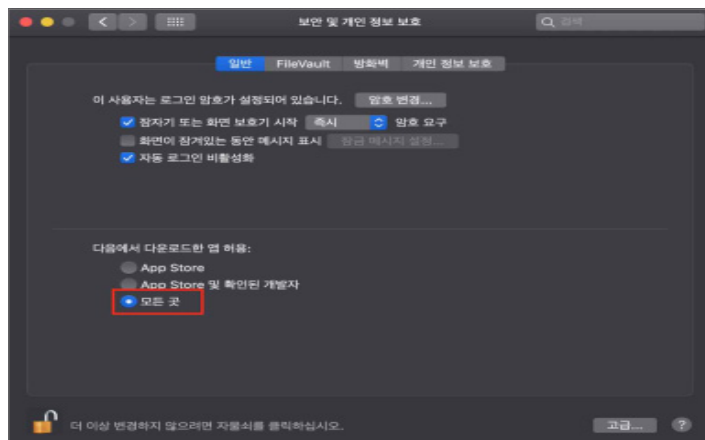 보안 및 개인 정보 보호
검색
일반 FileVault 방화벽 개인 정보 보호
이 사용자는 로그인 암호가 설정되어 있습니다. 암호 변경...
잠자기 또는 화면 보호기 시작 즉시 암호 요구
화면이 잠겨있는 동안 메시지 표시 잠금 메시지 설정...
자동 로그인 비활성화
다음에서 다운로드한 앱 허용:
App Store
App Store 및 확인된 개발자
모든 곳
더 이상 변경하지 않으려면 자물쇠를 클릭하십시오. 고급... ?